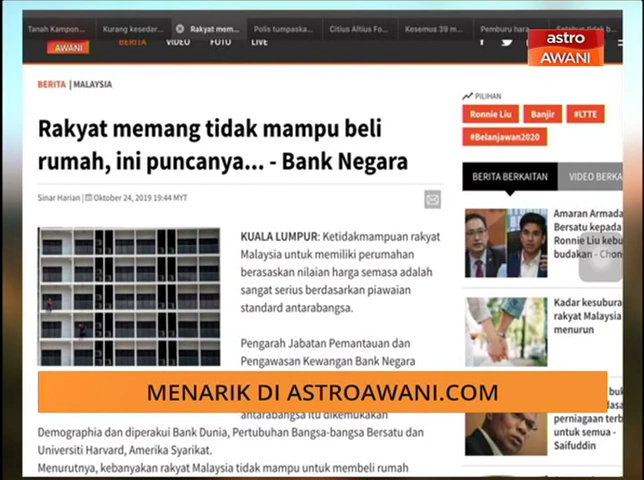 Tanah Kampon...
Kurang kesedar...
Rakyat mem...
Polis tumpaska...
Citius Altius Fo...
Kesemua 39 m...
Pemburu hara...
AWANI
BERITA
VIDEO
FOTO
LIVE
astro
AWANI
BERITA | MALAYSIA
Rakyat memang tidak mampu beli
rumah, ini puncanya... - Bank Negara
Sinar Harian | Oktober 24, 2019 19:44 MYT
KUALA LUMPUR: Ketidakmampuan rakyat
Malaysia untuk memiliki perumahan
berasaskan nilaian harga semasa adalah
sangat serius berdasarkan piawaian
standard antarabangsa.
Pengarah Jabatan Pemantauan dan
Pengawasan Kewangan Bank Negara
antarabangsa itu dikemukakan
Demographia dan diperakui Bank Dunia, Pertubuhan Bangsa-bangsa Bersatu dan
Universiti Harvard, Amerika Syarikat.
Menurutnya, kebanyakan rakyat Malaysia tidak mampu untuk membeli rumah
PILIHAN
Ronnie Liu
Banjir
#LTTE
#Belanjawan2020
BERITA BERKAITAN
VIDEO BERKA
Amaran Armada
Bersatu kepada
Ronnie Liu kebu
budakan - Chon
Kadar kesubura
rakyat Malaysia
menurun
perniagaan terb
untuk semua -
Saifuddin
MENARIK DI ASTROAWANI.COM